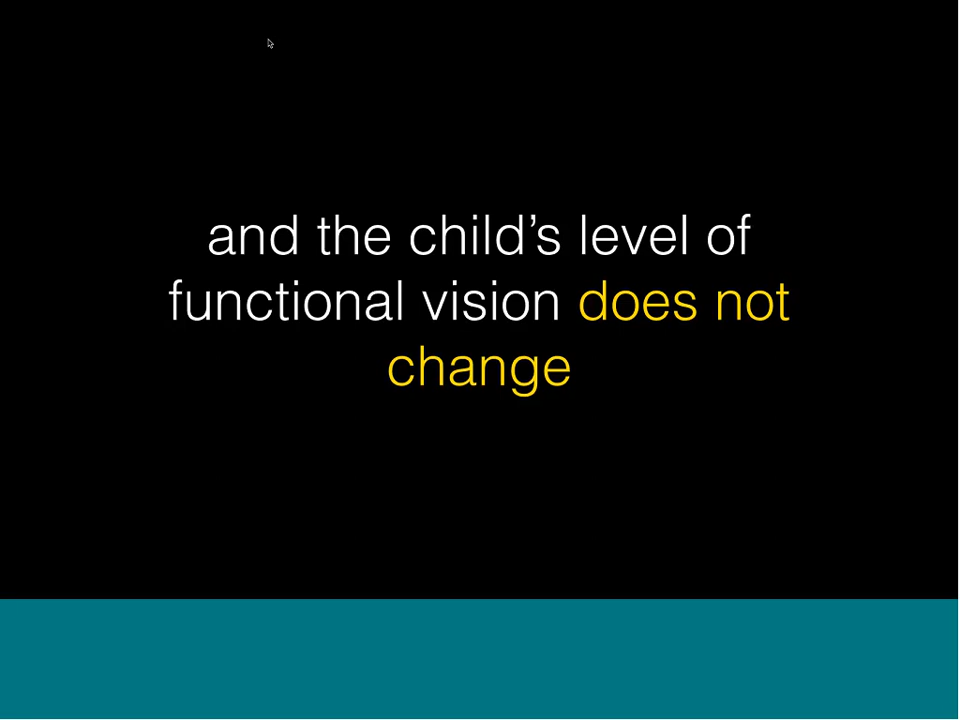 and the child’s level of
functional vision does not
change